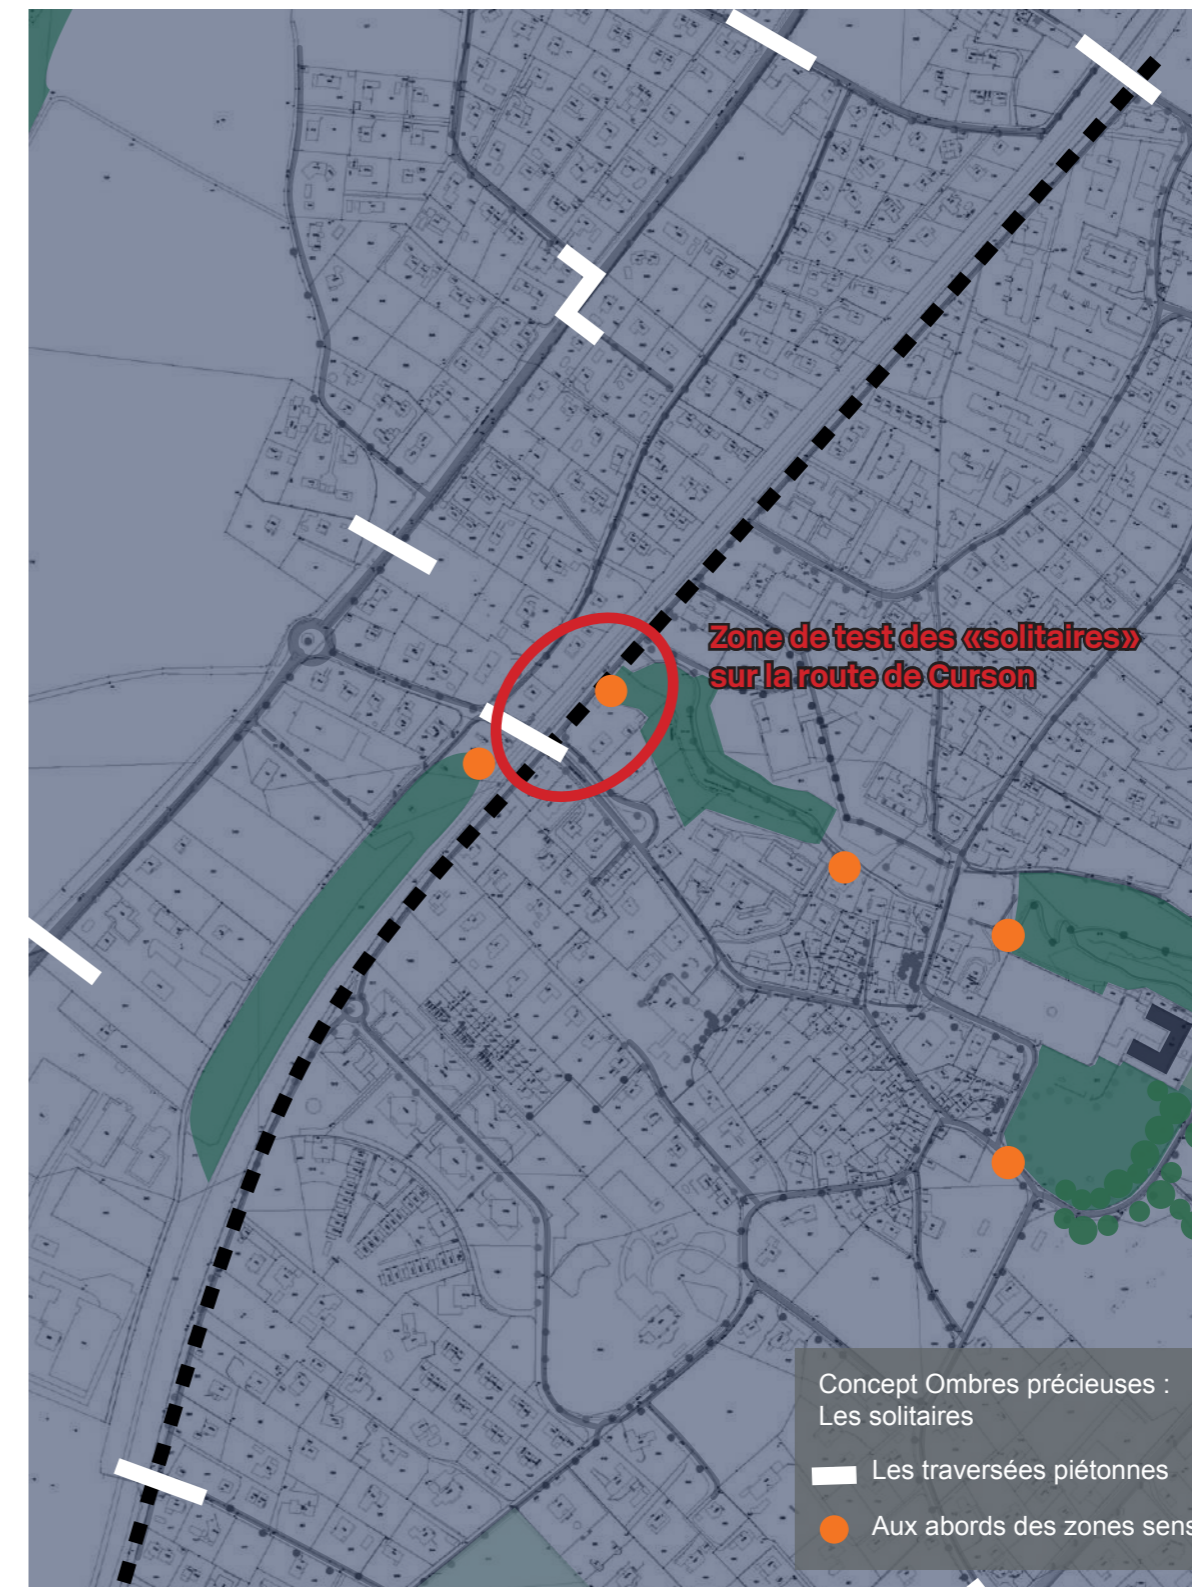 Zone de test des «solitaires»
sur la route de Curson
Concept Ombres précieuses :
Les solitaires
Les traversées piétonnes
Aux abords des zones sens